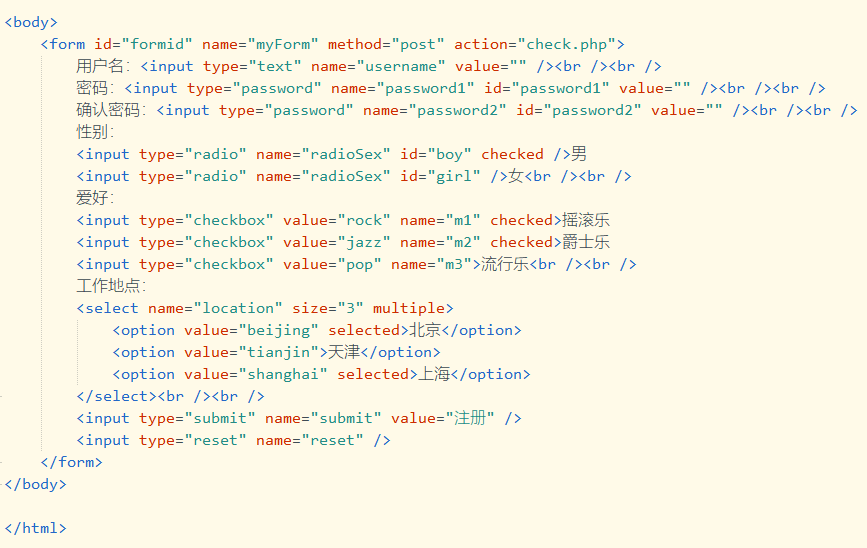 <body>
<form id="formid" name="myForm" method="post" action="check.php">
用户名：<input type="text" name="username" value="" /><br /><br />
密码：<input type="password" name="password1" id="password1" value="" /><br /><br />
确认密码：<input type="password" name="password2" id="password2" value="" /><br /><br />
性别：
<input type="radio" name="radioSex" id="boy" checked />男
<input type="radio" name="radioSex" id="girl" />女<br /><br />
爱好：
<input type="checkbox" value="rock" name="m1" checked>摇滚乐
<input type="checkbox" value="jazz" name="m2" checked>爵士乐
<input type="checkbox" value="pop" name="m3">流行乐<br /><br />
工作地点：
<select name="location" size="3" multiple>
<option value="beijing" selected>北京</option>
<option value="tianjin">天津</option>
<option value="shanghai" selected>上海</option>
</select><br /><br />
<input type="submit" name="submit" value="注册" />
<input type="reset" name="reset" />
</form>
</body>
</html>